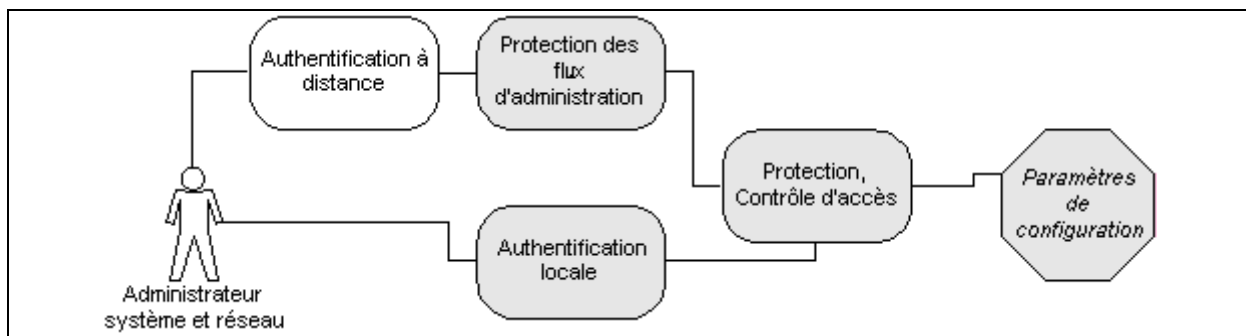 Authentification à
distance
Protection des
flux
d'administration
Protection,
Contrôle d'accès
Paramètres
de
configuration
Authentification
locale
Administrateur
système et réseau